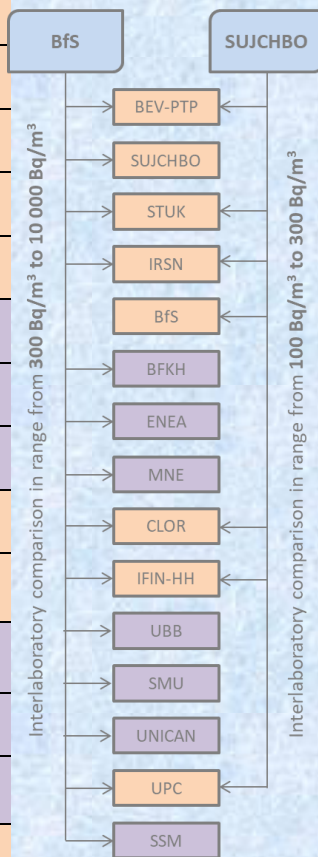 BfS
SUJCHBO
Interlaboratory comparison in range from 300 Bq/m³ to 10 000 Bq/m³
BEV-PTP
SUJCHBO
STUK
IRSN
BfS
BFKH
ENEA
MNE
CLOR
IFIN-HH
UBB
SMU
UNICAN
UPC
SSM
Interlaboratory comparison in range from 100 Bq/m³ to 300 Bq/m³